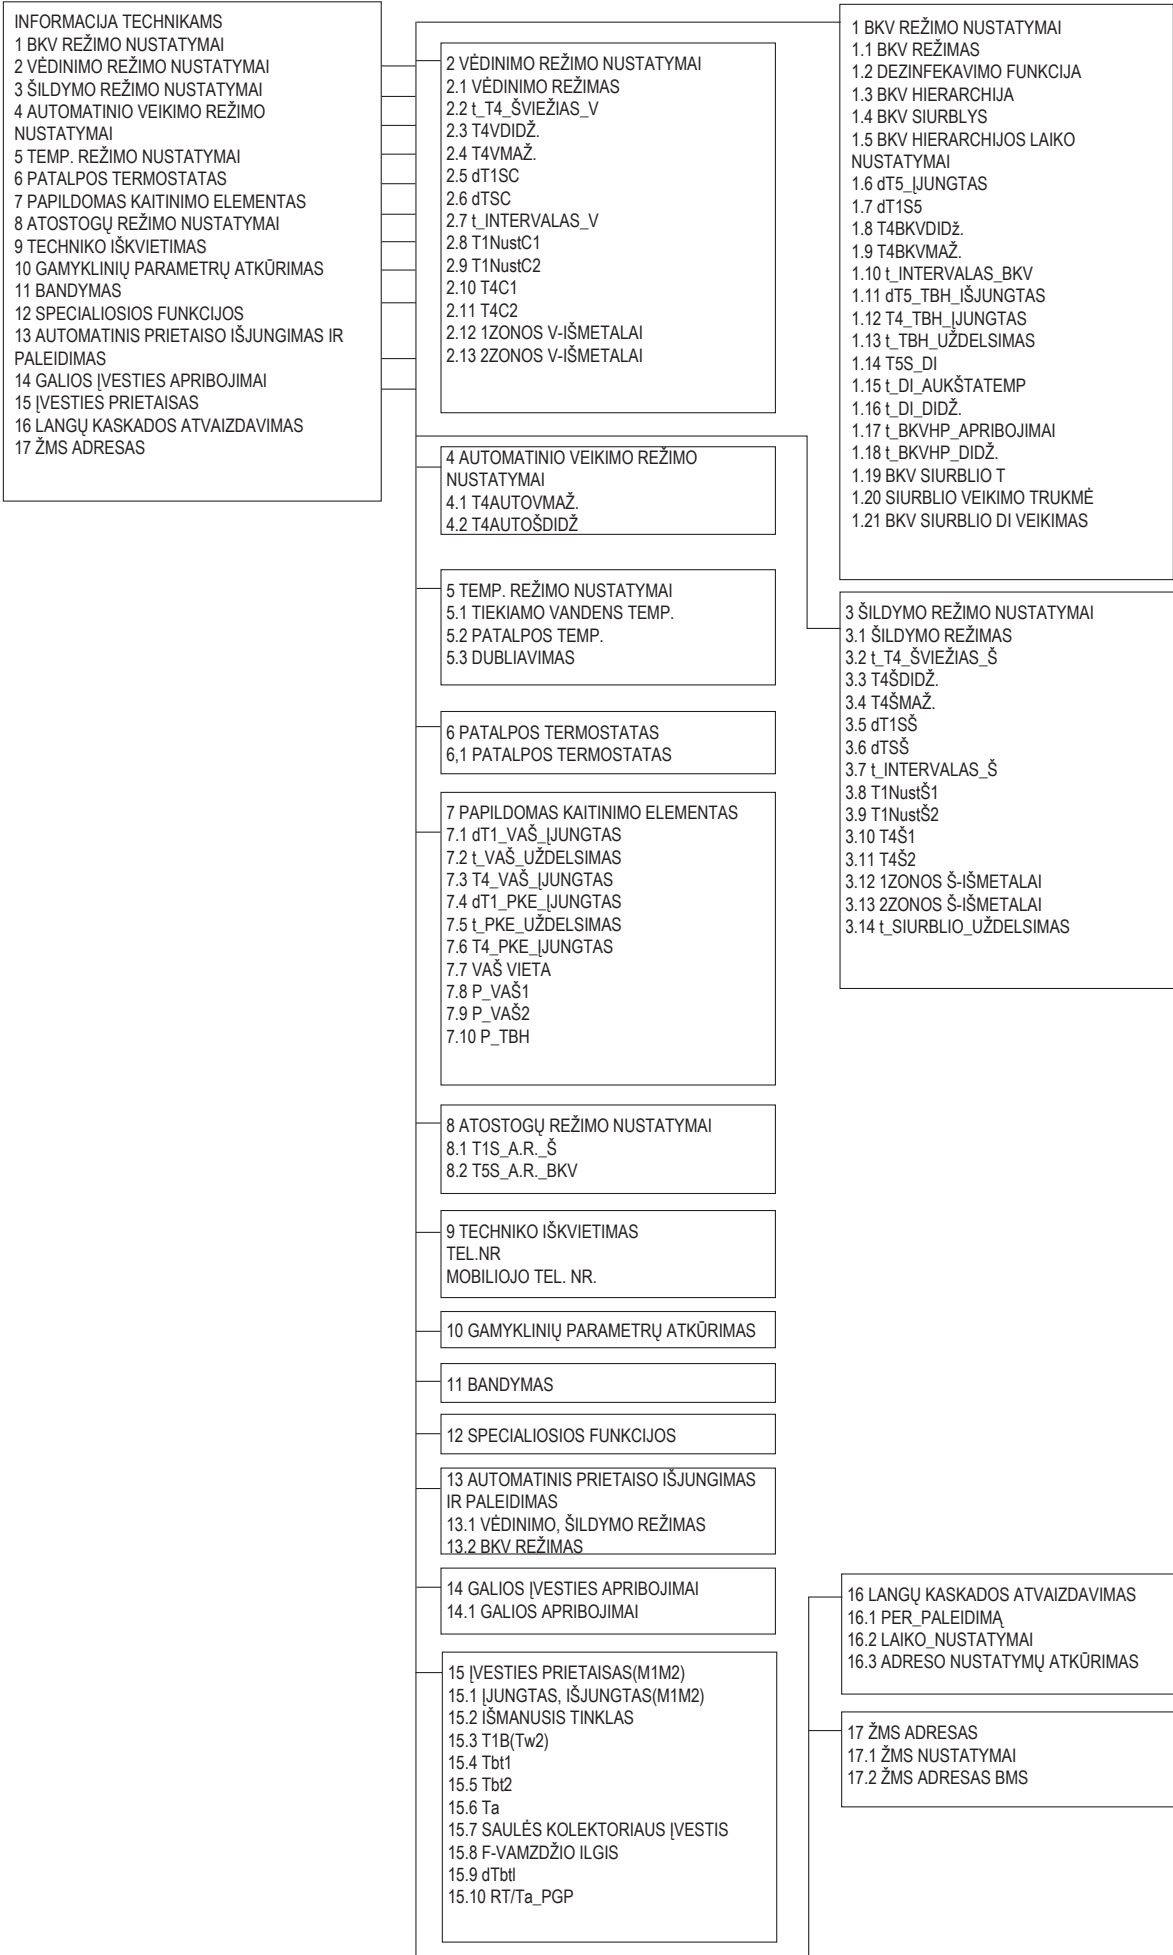 INFORMACIJA TECHNIKAMS
1 BKV REŽIMO NUSTATYMAI
2 VĖDINIMO REŽIMO NUSTATYMAI
3 ŠILDYMO REŽIMO NUSTATYMAI
4 AUTOMATINIO VEIKIMO REŽIMO
NUSTATYMAI
5 TEMP. REŽIMO NUSTATYMAI
6 PATALPOS TERMOSTATAS
7 PAPILDOMAS KAITINIMO ELEMENTAS
8 ATOSTOGŲ REŽIMO NUSTATYMAI
9 TECHNIKO IŠKVIETIMAS
10 GAMYKLINIŲ PARAMETRŲ ATKŪRIMAS
11 BANDYMAS
12 SPECIALIOSIOS FUNKCIJOS
13 AUTOMATINIS PRIETAISO IŠJUNGIMAS IR
PALEIDIMAS
14 GALIOS ĮVESTIES APRIBOJIMAI
15 ĮVESTIES PRIETAISAS
16 LANGŲ KASKADOS ATVAIZDAVIMAS
17 ŽMS ADRESAS
1 BKV REŽIMO NUSTATYMAI
1.1 BKV REŽIMAS
1.2 DEZINFEKAVIMO FUNKCIJA
1.3 BKV HIERARCHIJA
1.4 BKV SIURBLYS
1.5 BKV HIERARCHIJOS LAIKO
NUSTATYMAI
1.6 dT5_ĮJUNGTAS
1.7 dT1S5
1.8 T4BKVDIDž.
1.9 T4BKVMAŽ.
1.10 t_INTERVALAS_BKV
1.11 dT5_TBH_IŠJUNGTAS
1.12 T4_TBH_ĮJUNGTAS
1.13 t_TBH_UŽDELSIMAS
1.14 T5S_DI
1.15 t_DI_AUKŠTATEMP
1.16 t_DI_DIDŽ.
1.17 t_BKVHP_APRIBOJIMAI
1.18 t_BKVHP_DIDŽ.
1.19 BKV SIURBLIO T
1.20 SIURBLIO VEIKIMO TRUKMĖ
1.21 BKV SIURBLIO DI VEIKIMAS
2 VĖDINIMO REŽIMO NUSTATYMAI
2.1 VĖDINIMO REŽIMAS
2.2 t_T4_ŠVIEŽIAS_V
2.3 T4VDIDŽ.
2.4 T4VMAŽ.
2.5 dT1SC
2.6 dTSC
2.7 t_INTERVALAS_V
2.8 T1NustC1
2.9 T1NustC2
2.10 T4C1
2.11 T4C2
2.12 1ZONOS V-IŠMETALAI
2.13 2ZONOS V-IŠMETALAI
3 ŠILDYMO REŽIMO NUSTATYMAI
3.1 ŠILDYMO REŽIMAS
3.2 t_T4_ŠVIEŽIAS_Š
3.3 T4ŠDIDŽ.
3.4 T4ŠMAŽ.
3.5 dT1SŠ
3.6 dTSŠ
3.7 t_INTERVALAS_Š
3.8 T1NustŠ1
3.9 T1NustŠ2
3.10 T4Š1
3.11 T4Š2
3.12 1ZONOS Š-IŠMETALAI
3.13 2ZONOS Š-IŠMETALAI
3.14 t_SIURBLIO_UŽDELSIMAS
4 AUTOMATINIO VEIKIMO REŽIMO
NUSTATYMAI
4.1 T4AUTOVMAŽ.
4.2 T4AUTOŠDIDŽ
5 TEMP. REŽIMO NUSTATYMAI
5.1 TIEKIAMO VANDENS TEMP.
5.2 PATALPOS TEMP.
5.3 DUBLIAVIMAS
6 PATALPOS TERMOSTATAS
6,1 PATALPOS TERMOSTATAS
7 PAPILDOMAS KAITINIMO ELEMENTAS
7.1 dT1_VAŠ_ĮJUNGTAS
7.2 t_VAŠ_UŽDELSIMAS
7.3 T4_VAŠ_ĮJUNGTAS
7.4 dT1_PKE_ĮJUNGTAS
7.5 t_PKE_UŽDELSIMAS
7.6 T4_PKE_ĮJUNGTAS
7.7 VAŠ VIETA
7.8 P_VAŠ1
7.9 P_VAŠ2
7.10 P_TBH
8 ATOSTOGŲ REŽIMO NUSTATYMAI
8.1 T1S_A.R._Š
8.2 T5S_A.R._BKV
9 TECHNIKO IŠKVIETIMAS
TEL.NR
MOBILIOJO TEL. NR.
10 GAMYKLINIŲ PARAMETRŲ ATKŪRIMAS
11 BANDYMAS
12 SPECIALIOSIOS FUNKCIJOS
13 AUTOMATINIS PRIETAISO IŠJUNGIMAS
IR PALEIDIMAS
13.1 VĖDINIMO, ŠILDYMO REŽIMAS
13.2 BKV REŽIMAS
14 GALIOS ĮVESTIES APRIBOJIMAI
14.1 GALIOS APRIBOJIMAI
15 ĮVESTIES PRIETAISAS(M1M2)
15.1 ĮJUNGTAS, IŠJUNGTAS(M1M2)
15.2 IŠMANUSIS TINKLAS
15.3 T1B(Tw2)
15.4 Tbt1
15.5 Tbt2
15.6 Ta
15.7 SAULĖS KOLEKTORIAUS ĮVESTIS
15.8 F-VAMZDŽIO ILGIS
15.9 dTbtl
15.10 RT/Ta_PGP
16 LANGŲ KASKADOS ATVAIZDAVIMAS
16.1 PER_PALEIDIMĄ
16.2 LAIKO_NUSTATYMAI
16.3 ADRESO NUSTATYMŲ ATKŪRIMAS
17 ŽMS ADRESAS
17.1 ŽMS NUSTATYMAI
17.2 ŽMS ADRESAS BMS